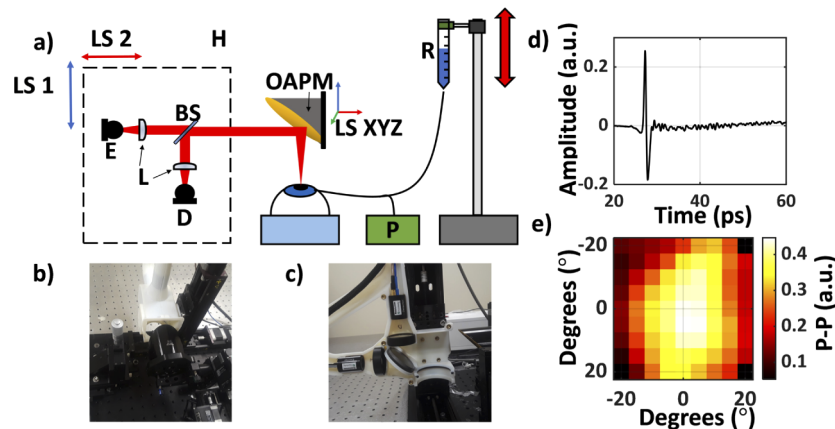 a)
LS 2
H
LS 1
BS
E
L
D
OAPM
LS XYZ
R
P
b)
c)
d)
Amplitude (a.u.)
0.2
0
-0.2
20
40
60
Time (ps)
e)
Degrees (°)
-20
0
20
-20
0
20
Degrees (°)
0.4
0.3
0.2
0.1
P-P (a.u.)